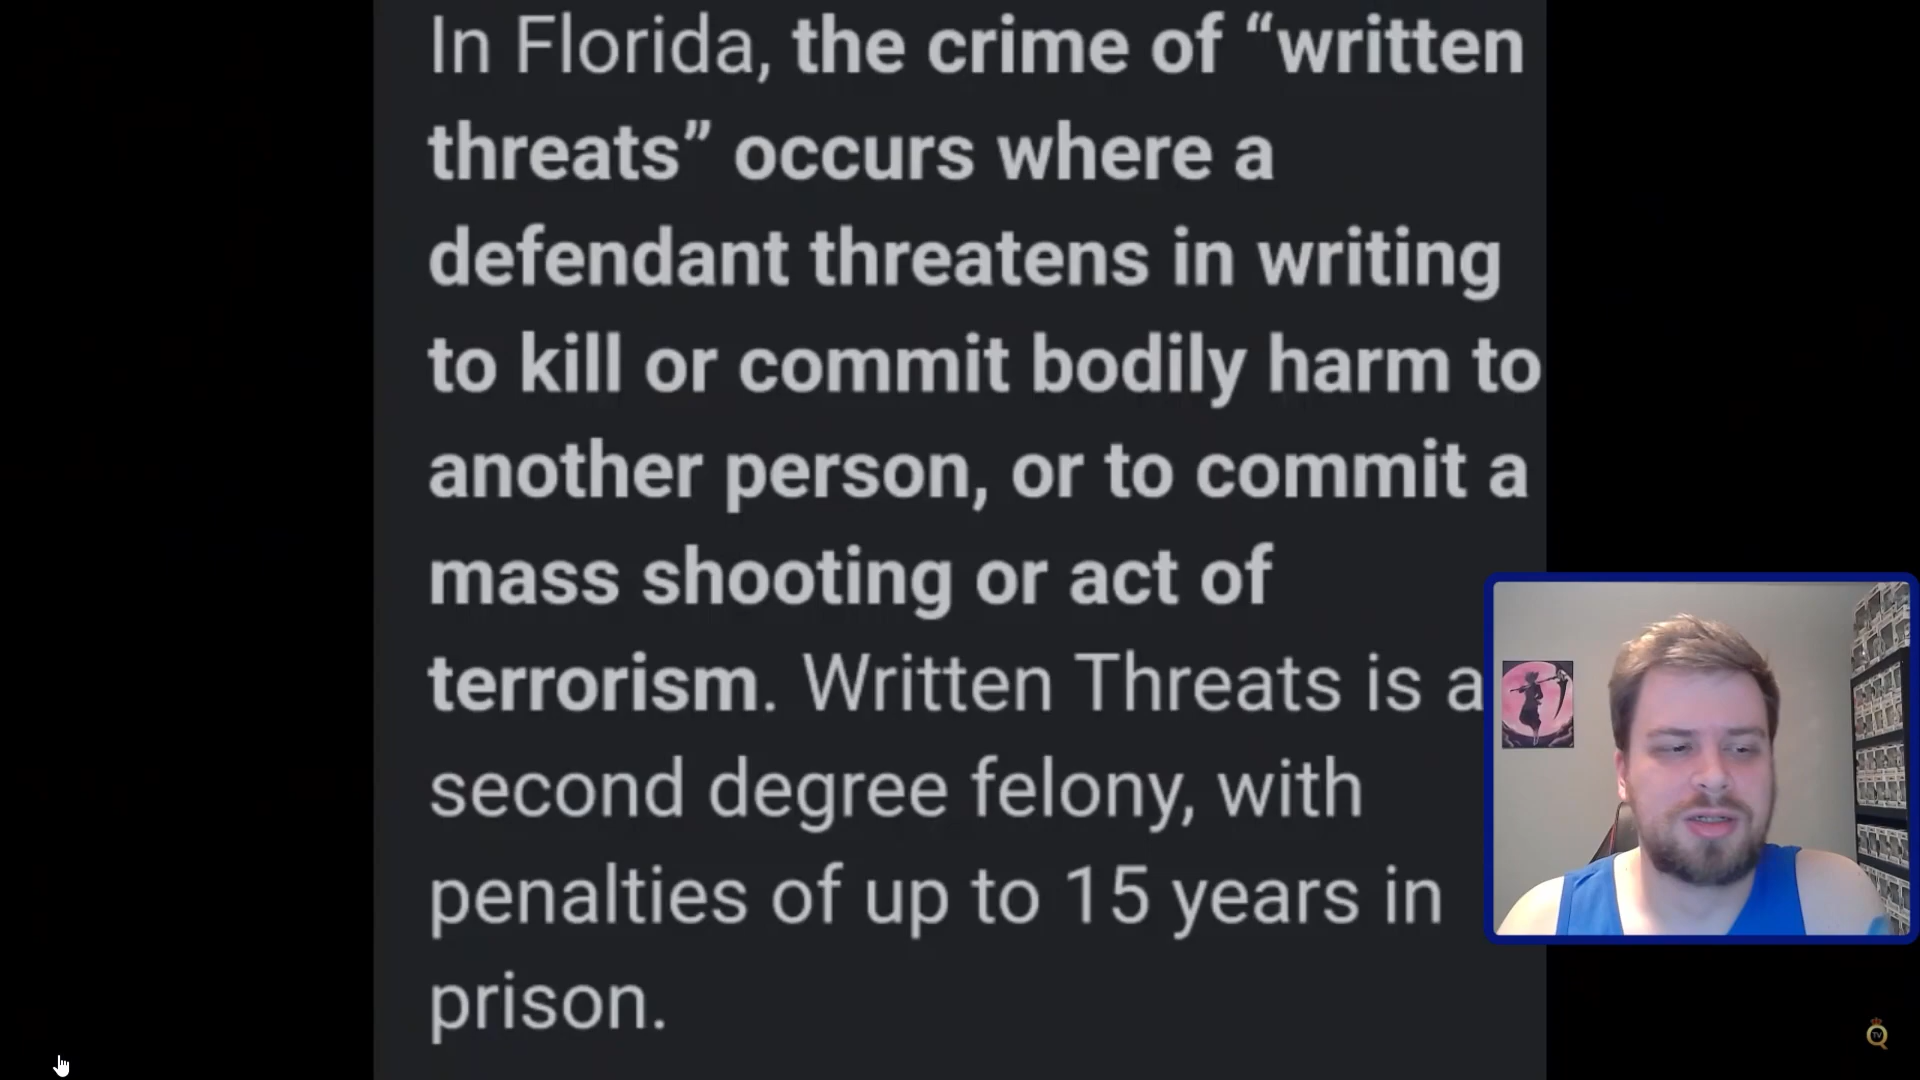 In Florida, the crime of “written
threats” occurs where a
defendant threatens in writing
to kill or commit bodily harm to
another person, or to commit a
mass shooting or act of
terrorism. Written Threats is a
second degree felony, with
penalties of up to 15 years in
prison.
TV
Q